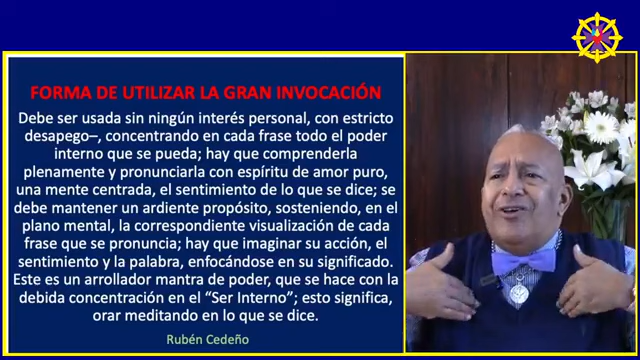 FORMA DE UTILIZAR LA GRAN INVOCACIÓN
Debe ser usada sin ningún interés personal, con estricto
desapego–, concentrando en cada frase todo el poder
interno que se pueda; hay que comprenderla
plenamente y pronunciarla con espíritu de amor puro,
una mente centrada, el sentimiento de lo que se dice; se
debe mantener un ardiente propósito, sosteniendo, en el
plano mental, la correspondiente visualización de cada
frase que se pronuncia; hay que imaginar su acción, el
sentimiento y la palabra, enfocándose en su significado.
Este es un arrollador mantra de poder, que se hace con la
debida concentración en el “Ser Interno”; esto significa,
orar meditando en lo que se dice.
Rubén Cedeño